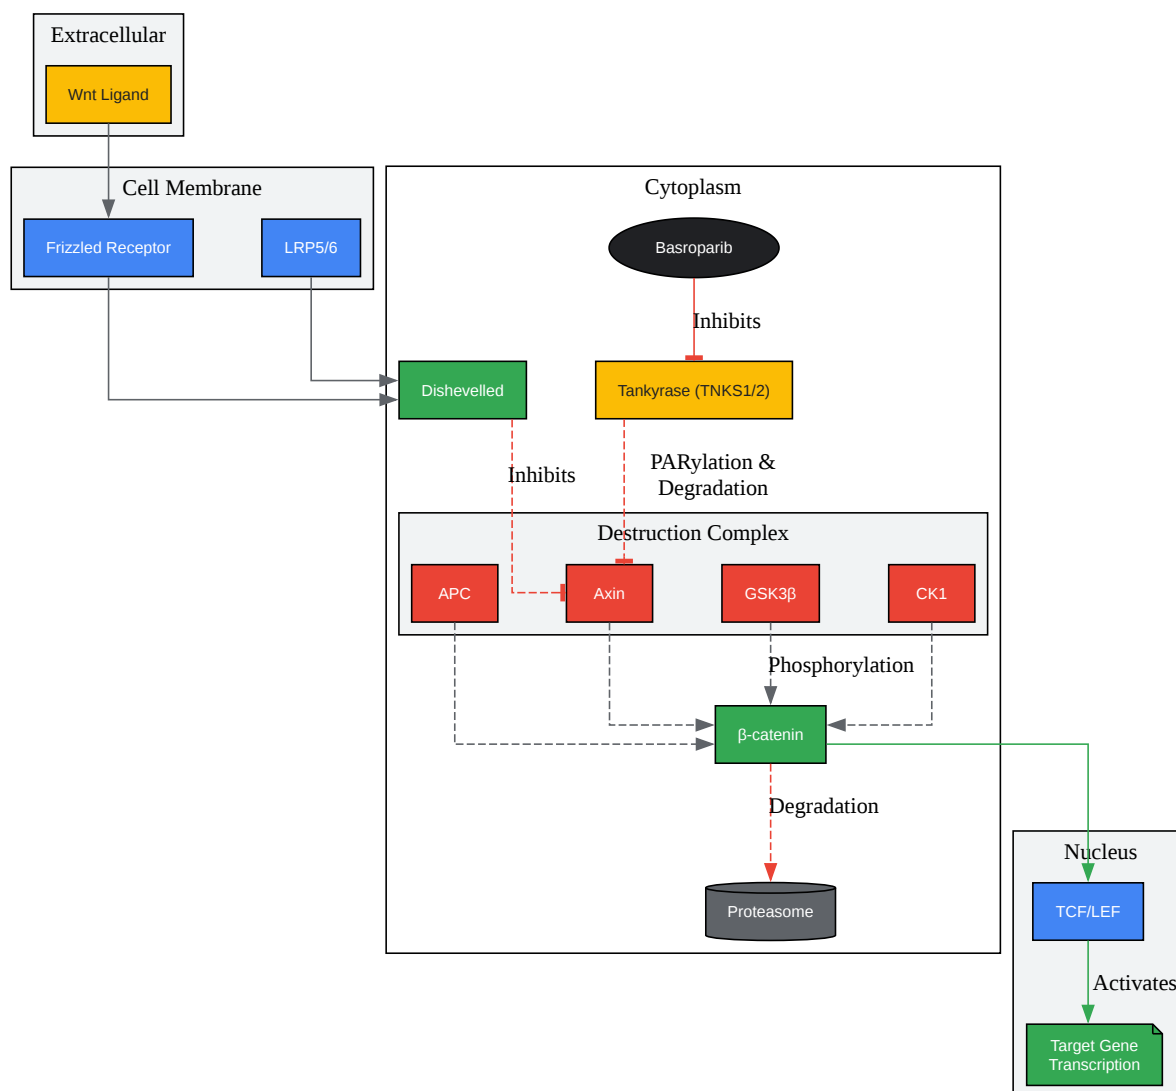 Extracellular
Wnt Ligand
Cell Membrane
Frizzled Receptor
LRP5/6
Cytoplasm
Basroparib
Inhibits
Dishevelled
Tankyrase (TNKS1/2)
Inhibits
PARylation &
Degradation
Destruction Complex
APC
Axin
GSK3β
CK1
Phosphorylation
β-catenin
Degradation
Proteasome
Nucleus
TCF/LEF
Activates
Target Gene
Transcription